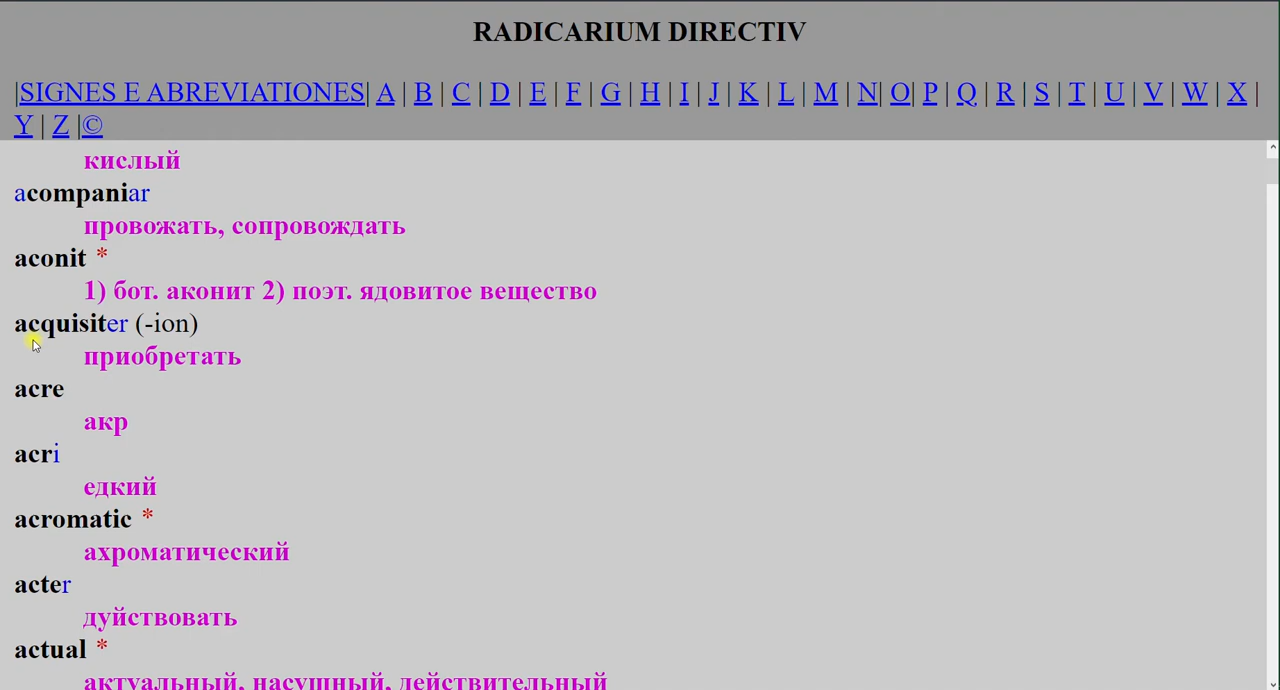 RADICARIUM DIRECTIV
|SIGNES E ABREVIATIONES| A | B | C | D | E | F | G | H | I | J | K | L | M | N| O| P | Q | R | S | T | U | V | W | X |
Y | Z |©
кислый
acompaniar
провожать, сопровождать
aconit *
1) бот. аконит 2) поэт. ядовитое вещество
acquisiter (-ion)
приобретать
acre
акр
acri
едкий
acromatic *
ахроматический
acter
дуйствовать
actual *
актуальный, насущный, действительный